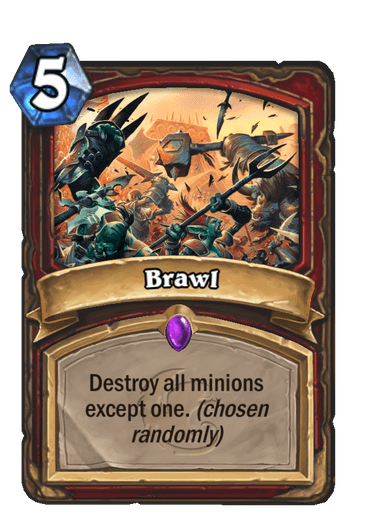 5
Brawl
Destroy all minions
except one. (chosen
randomly)